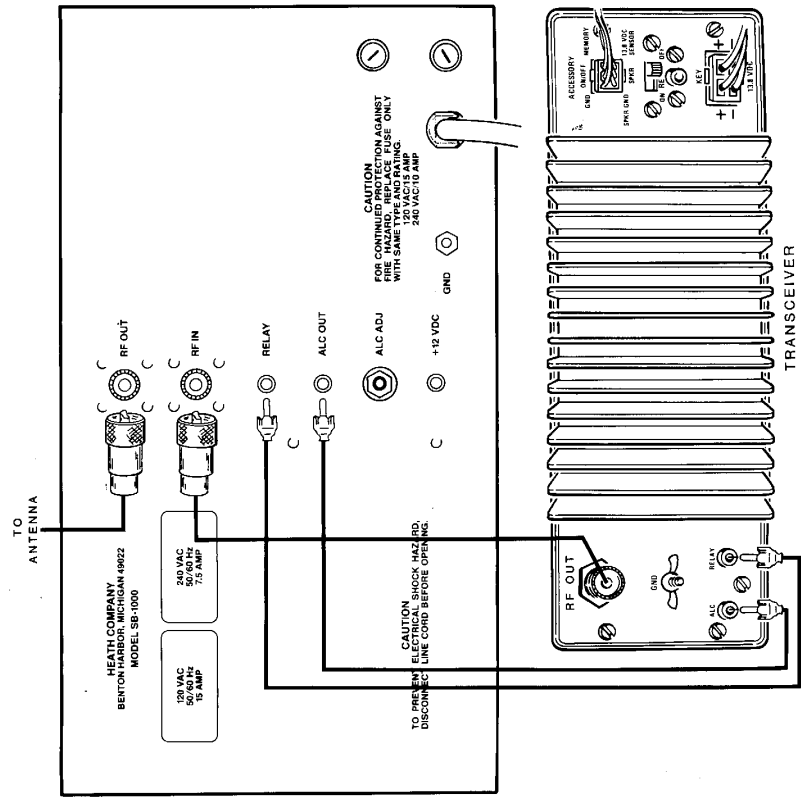 TO
ANTENNA
HEATH COMPANY
BENTON HARBOR, MICHIGAN 49022
MODEL SB-1000
120 VAC
50/60 Hz
15 AMP
240 VAC
50/60 Hz
7.5 AMP
RF OUT
RF IN
RELAY
ALC OUT
ALC ADJ
+12 VDC
GND
CAUTION
FOR CONTINUED PROTECTION AGAINST
FIRE HAZARD, REPLACE FUSE ONLY
WITH SAME TYPE AND RATING.
120 VAC/15 AMP
240 VAC/10 AMP
CAUTION
TO PREVENT ELECTRICAL SHOCK HAZARD,
DISCONNECT LINE CORD BEFORE OPENING.
TRANSCEIVER
RF OUT
GND
ALC
RELAY
ACCESSORY
GND
ON/OFF
MEMORY
SPKR GND
SPKR
13.8 VDC
SENSOR
ON
RE
OFF
KEY
+ −
+ −
13.8 VDC